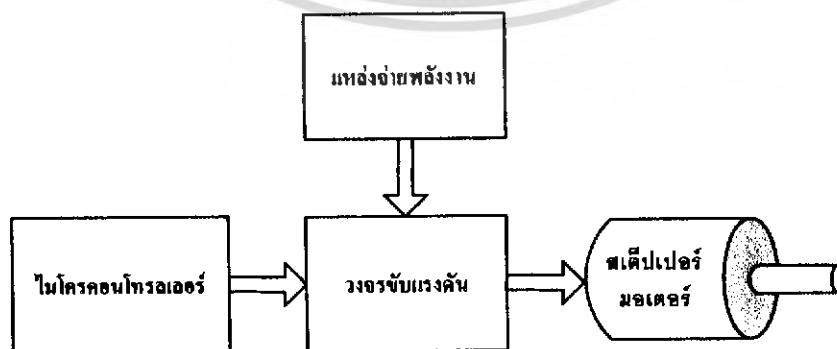 แหล่งจ่ายพลังงาน
ไมโครคอนโทรลเลอร์
วงจรขับแรงดัน
สเต็ปเปอร์
มอเตอร์